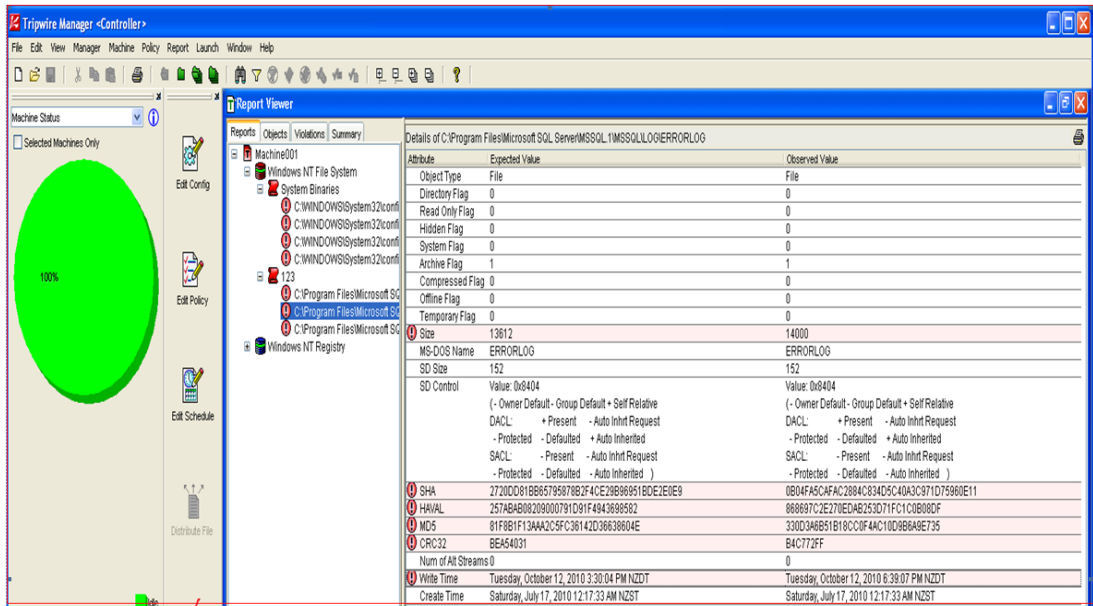 Tripwire Manager <Controller>
File Edit View Manager Machine Policy Report Launch Window Help
Machine Status
Selected Machines Only
100%
Idle
Edit Config
Edit Policy
Edit Schedule
Distribute File
Report Viewer
Reports Objects Violations Summary
Machine001
Windows NT File System
System Binaries
C:\WINDOWS\System32\confi
C:\WINDOWS\System32\confi
C:\WINDOWS\System32\confi
C:\WINDOWS\System32\confi
123
C:\Program Files\Microsoft SQ
C:\Program Files\Microsoft SQ
C:\Program Files\Microsoft SQ
Windows NT Registry
Details of C:\Program Files\Microsoft SQL Server\MSSQL.1\MSSQL\LOG\ERRORLOG
Attribute Expected Value Observed Value
Object Type File File
Directory Flag 0 0
Read Only Flag 0 0
Hidden Flag 0 0
System Flag 0 0
Archive Flag 1 1
Compressed Flag 0 0
Offline Flag 0 0
Temporary Flag 0 0
Size 13612 14000
MS-DOS Name ERRORLOG ERRORLOG
SD Size 152 152
SD Control Value: 0x8404 Value: 0x8404
(- Owner Default - Group Default + Self Relative (- Owner Default - Group Default + Self Relative
DACL: + Present - Auto Inhrt Request DACL: + Present - Auto Inhrt Request
- Protected - Defaulted + Auto Inherited - Protected - Defaulted + Auto Inherited
SACL: - Present - Auto Inhrt Request SACL: - Present - Auto Inhrt Request
- Protected - Defaulted - Auto Inherited ) - Protected - Defaulted - Auto Inherited )
SHA 2720DD81BB65795878B2F4CE29B96951BDE2E0E9 0B04FA5CAFAC2884C834D5C40A3C971D75960E11
HAVAL 257ABAB08209000791D91F4943698582 868697C2E270EDAB253D71FC1C0B08DF
MD5 81F8B1F13AAA2C5FC36142D36638604E 330D3A6B51B18CC0F4AC10D9B6A9E735
CRC32 BEA54031 B4C772FF
Num of Alt Streams 0 0
Write Time Tuesday, October 12, 2010 3:30:04 PM NZDT Tuesday, October 12, 2010 6:39:07 PM NZDT
Create Time Saturday, July 17, 2010 12:17:33 AM NZST Saturday, July 17, 2010 12:17:33 AM NZST